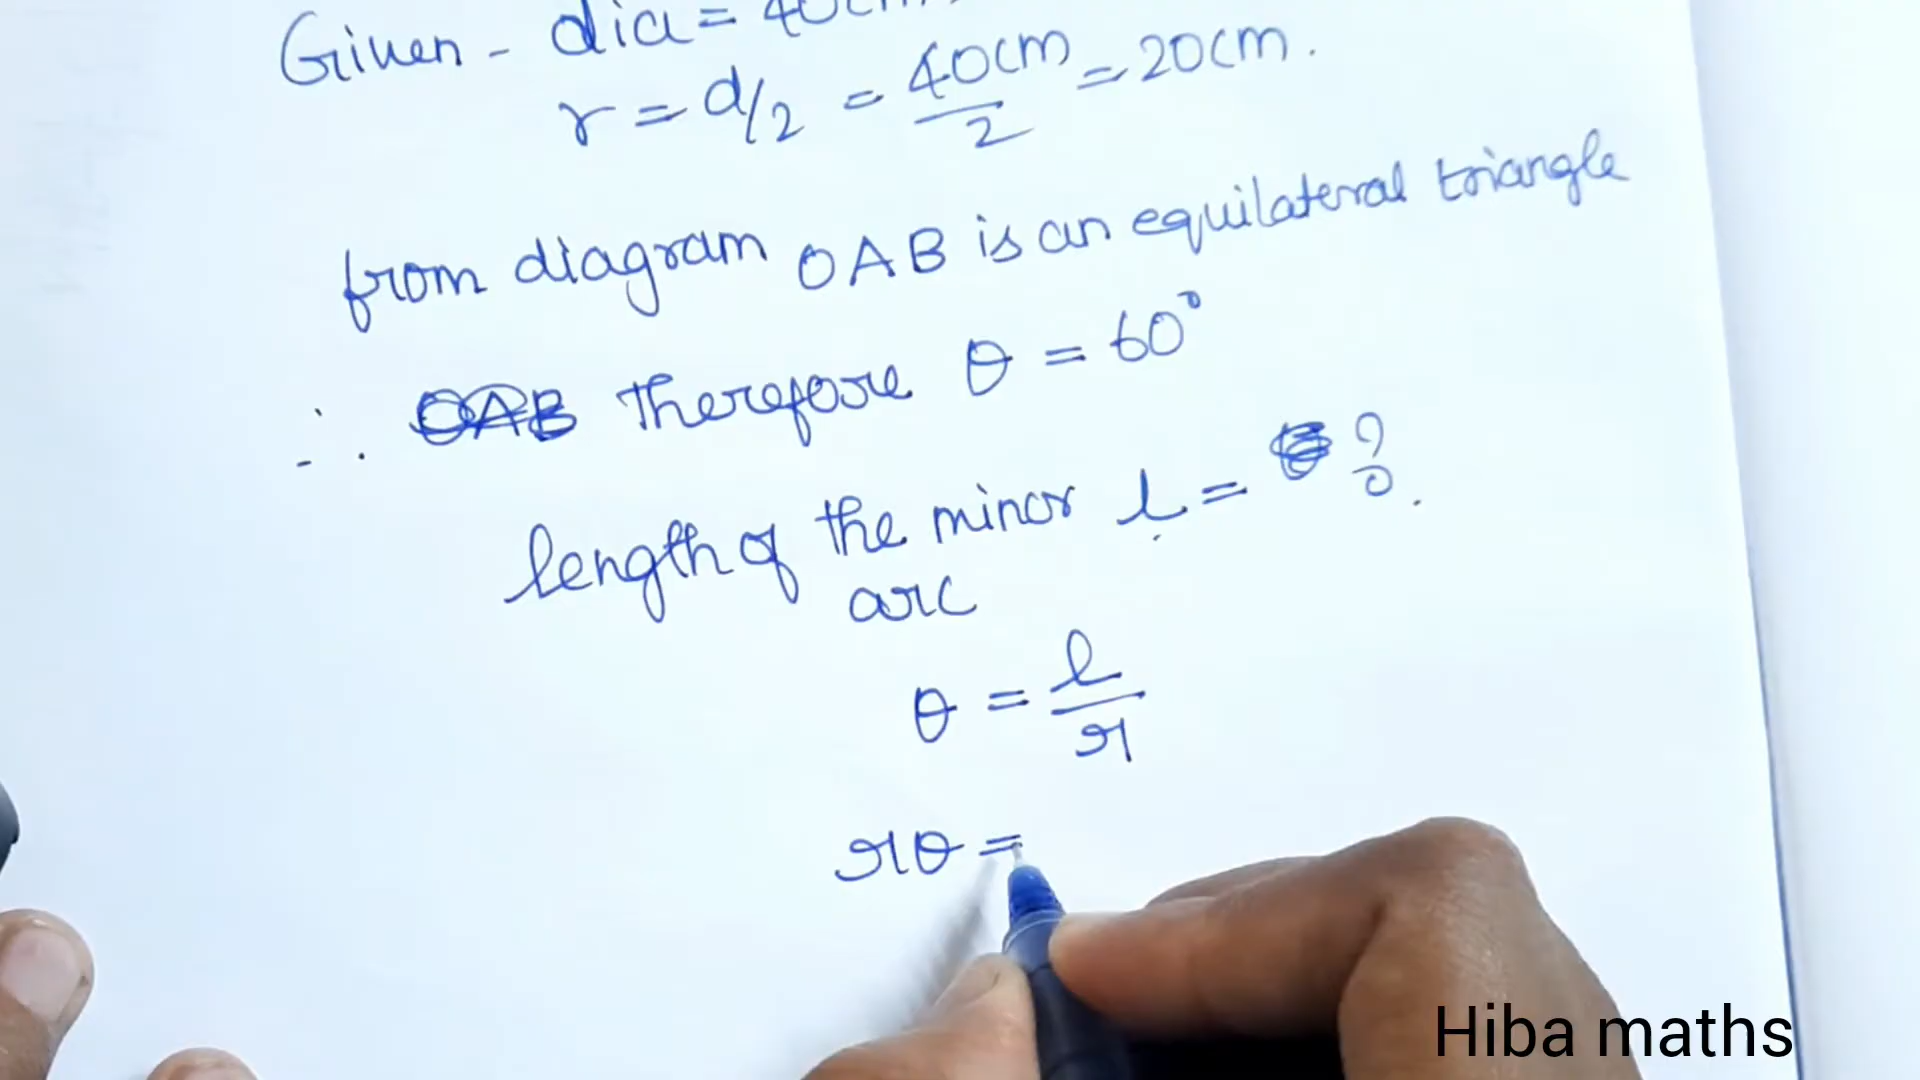 Given - dia = 40cm
r = d/2 = 40cm/2 = 20cm.
from diagram OAB is an equilateral triangle
∴ OAB Therefore θ = 60°
length of the minor l = ?.
arc
θ = l/r
rθ =
Hiba maths